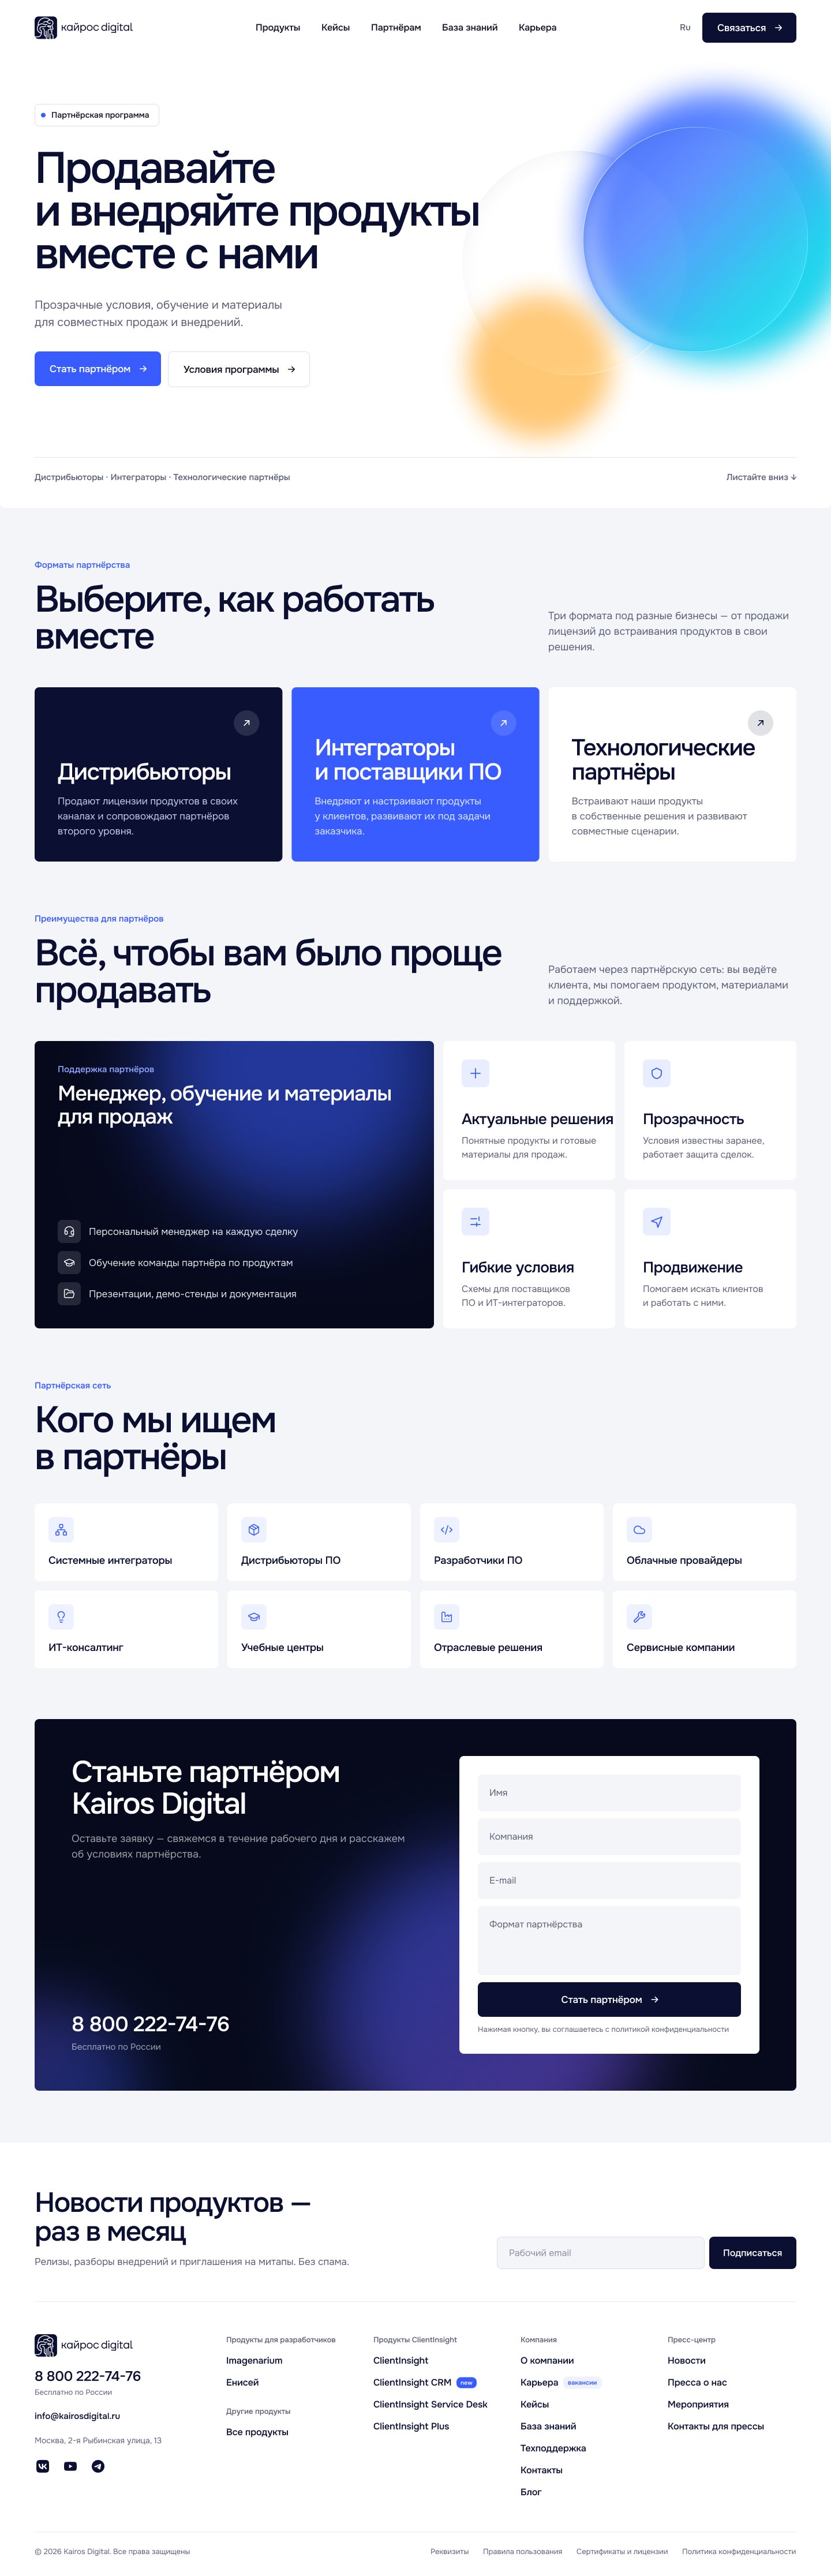 кайрос digital
Продукты
Кейсы
Партнёрам
База знаний
Карьера
Ru
Связаться →
Партнёрская программа
Продавайте
и внедряйте продукты
вместе с нами
Прозрачные условия, обучение и материалы
для совместных продаж и внедрений.
Стать партнёром →
Условия программы →
Дистрибьюторы · Интеграторы · Технологические партнёры
Листайте вниз ↓
Форматы партнёрства
Выберите, как работать
вместе
Три формата под разные бизнесы — от продажи
лицензий до встраивания продуктов в свои
решения.
Дистрибьюторы
Продают лицензии продуктов в своих
каналах и сопровождают партнёров
второго уровня.
Интеграторы
и поставщики ПО
Внедряют и настраивают продукты
у клиентов, развивают их под задачи
заказчика.
Технологические
партнёры
Встраивают наши продукты
в собственные решения и развивают
совместные сценарии.
Преимущества для партнёров
Всё, чтобы вам было проще
продавать
Работаем через партнёрскую сеть: вы ведёте
клиента, мы помогаем продуктом, материалами
и поддержкой.
Поддержка партнёров
Менеджер, обучение и материалы
для продаж
Персональный менеджер на каждую сделку
Обучение команды партнёра по продуктам
Презентации, демо-стенды и документация
Актуальные решения
Понятные продукты и готовые
материалы для продаж.
Прозрачность
Условия известны заранее,
работает защита сделок.
Гибкие условия
Схемы для поставщиков
ПО и ИТ-интеграторов.
Продвижение
Помогаем искать клиентов
и работать с ними.
Партнёрская сеть
Кого мы ищем
в партнёры
Системные интеграторы
Дистрибьюторы ПО
Разработчики ПО
Облачные провайдеры
ИТ-консалтинг
Учебные центры
Отраслевые решения
Сервисные компании
Станьте партнёром
Kairos Digital
Оставьте заявку — свяжемся в течение рабочего дня и расскажем
об условиях партнёрства.
8 800 222-74-76
Бесплатно по России
Имя
Компания
E-mail
Формат партнёрства
Стать партнёром →
Нажимая кнопку, вы соглашаетесь с политикой конфиденциальности
Новости продуктов —
раз в месяц
Релизы, разборы внедрений и приглашения на митапы. Без спама.
Рабочий email
Подписаться
кайрос digital
8 800 222-74-76
Бесплатно по России
info@kairosdigital.ru
Москва, 2-я Рыбинская улица, 13
Продукты для разработчиков
Imagenarium
Енисей
Другие продукты
Все продукты
Продукты ClientInsight
ClientInsight
ClientInsight CRM new
ClientInsight Service Desk
ClientInsight Plus
Компания
О компании
Карьера вакансии
Кейсы
База знаний
Техподдержка
Контакты
Блог
Пресс-центр
Новости
Пресса о нас
Мероприятия
Контакты для прессы
© 2026 Kairos Digital. Все права защищены
Реквизиты
Правила пользования
Сертификаты и лицензии
Политика конфиденциальности